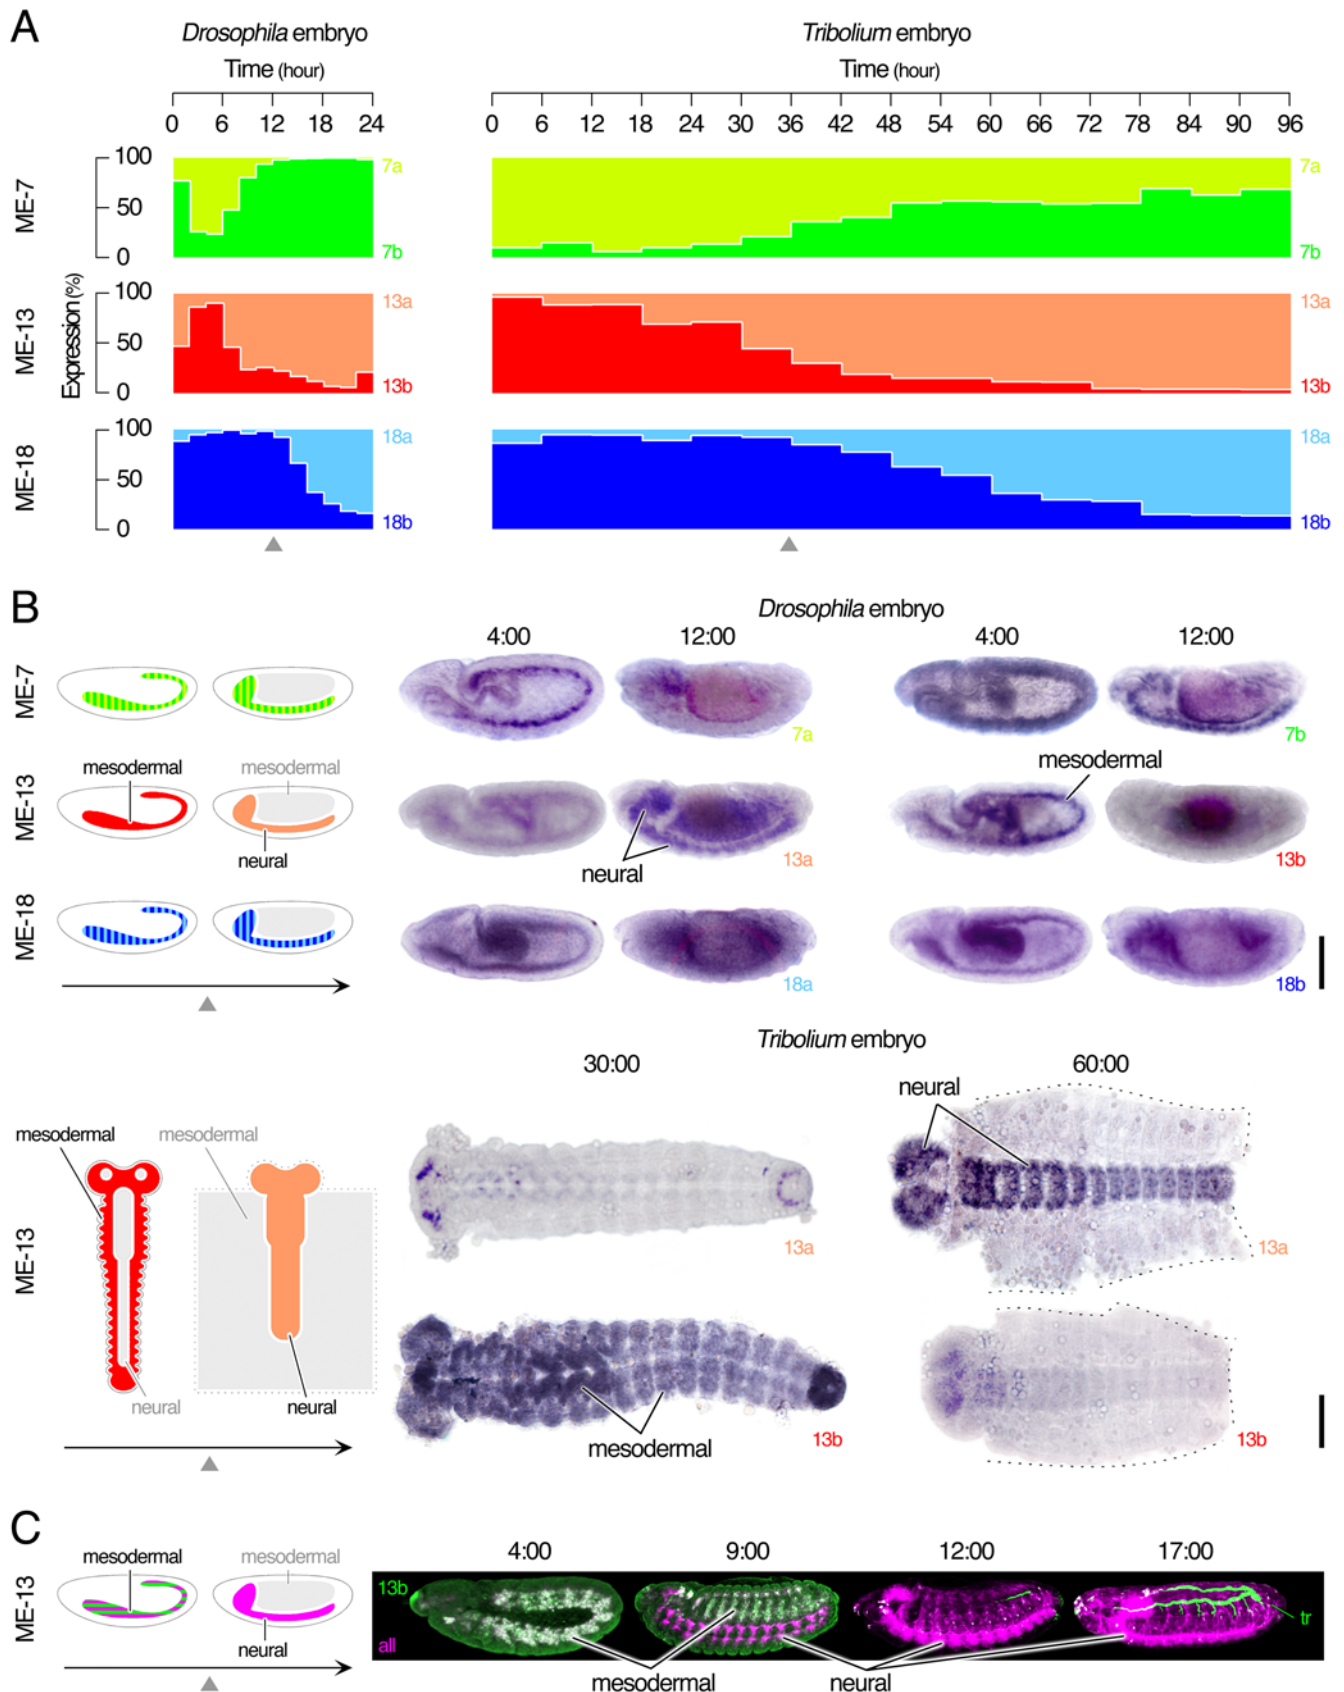 A
Drosophila embryo
Tribolium embryo
Time (hour)
Time (hour)
0 6 12 18 24
0 6 12 18 24 30 36 42 48 54 60 66 72 78 84 90 96
Expression (%)
ME-7
100
50
0
7a
7b
7a
7b
ME-13
100
50
0
13a
13b
13a
13b
ME-18
100
50
0
18a
18b
18a
18b
B
Drosophila embryo
4:00 12:00 4:00 12:00
ME-7
7a
7b
ME-13
mesodermal
mesodermal
neural
neural
13a
mesodermal
13b
ME-18
18a
18b
Tribolium embryo
30:00 60:00
ME-13
mesodermal
mesodermal
neural
neural
13a
neural
13a
mesodermal
13b
13b
C
ME-13
mesodermal
mesodermal
neural
4:00 9:00 12:00 17:00
13b
all
tr
mesodermal
neural